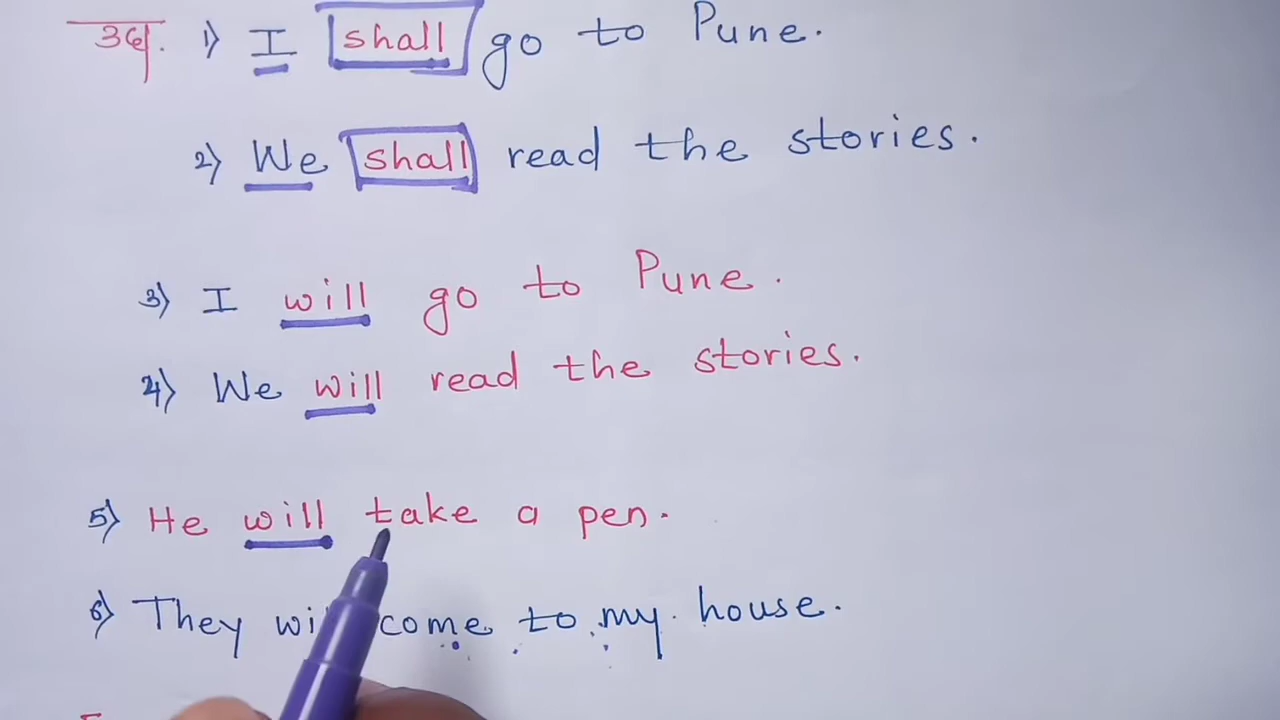 1) I shall go to Pune.
2) We shall read the stories.
3) I will go to Pune.
4) We will read the stories.
5) He will take a pen.
6) They come to my house.